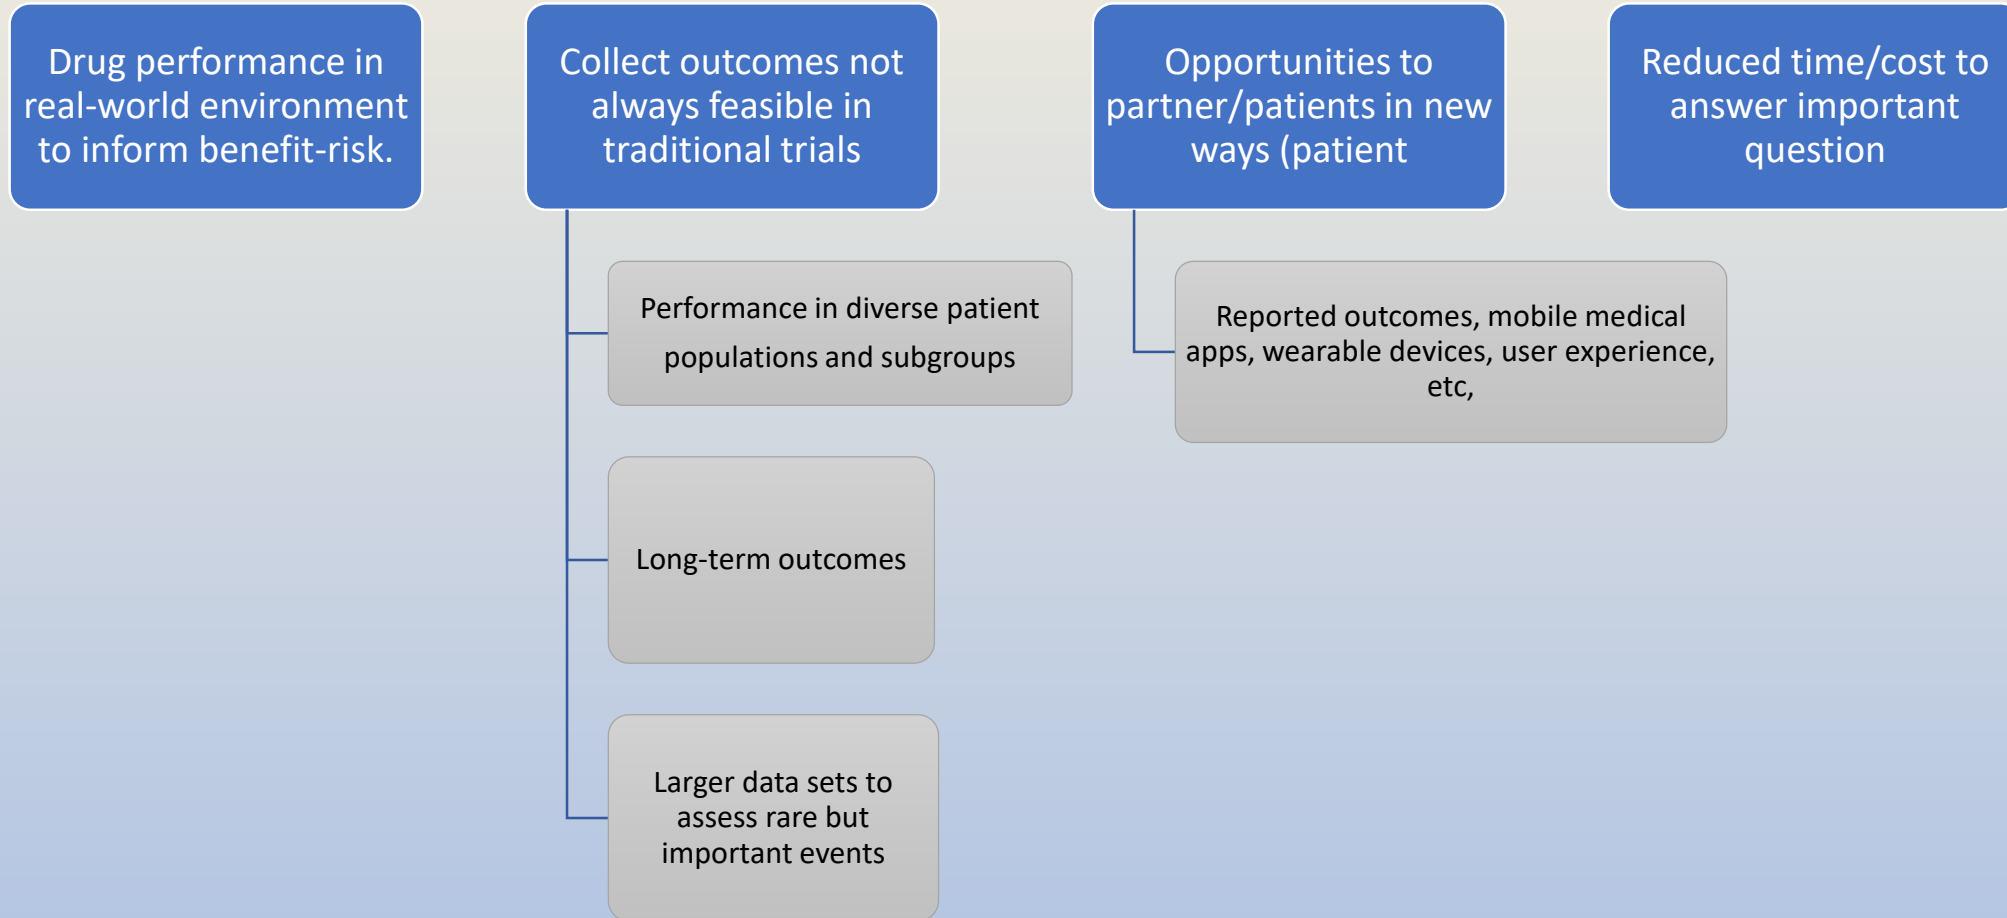 Drug performance in
real-world environment
to inform benefit-risk.
Collect outcomes not
always feasible in
traditional trials
Performance in diverse patient
populations and subgroups
Long-term outcomes
Larger data sets to
assess rare but
important events
Opportunities to
partner/patients in new
ways (patient
Reported outcomes, mobile medical
apps, wearable devices, user experience,
etc,
Reduced time/cost to
answer important
question